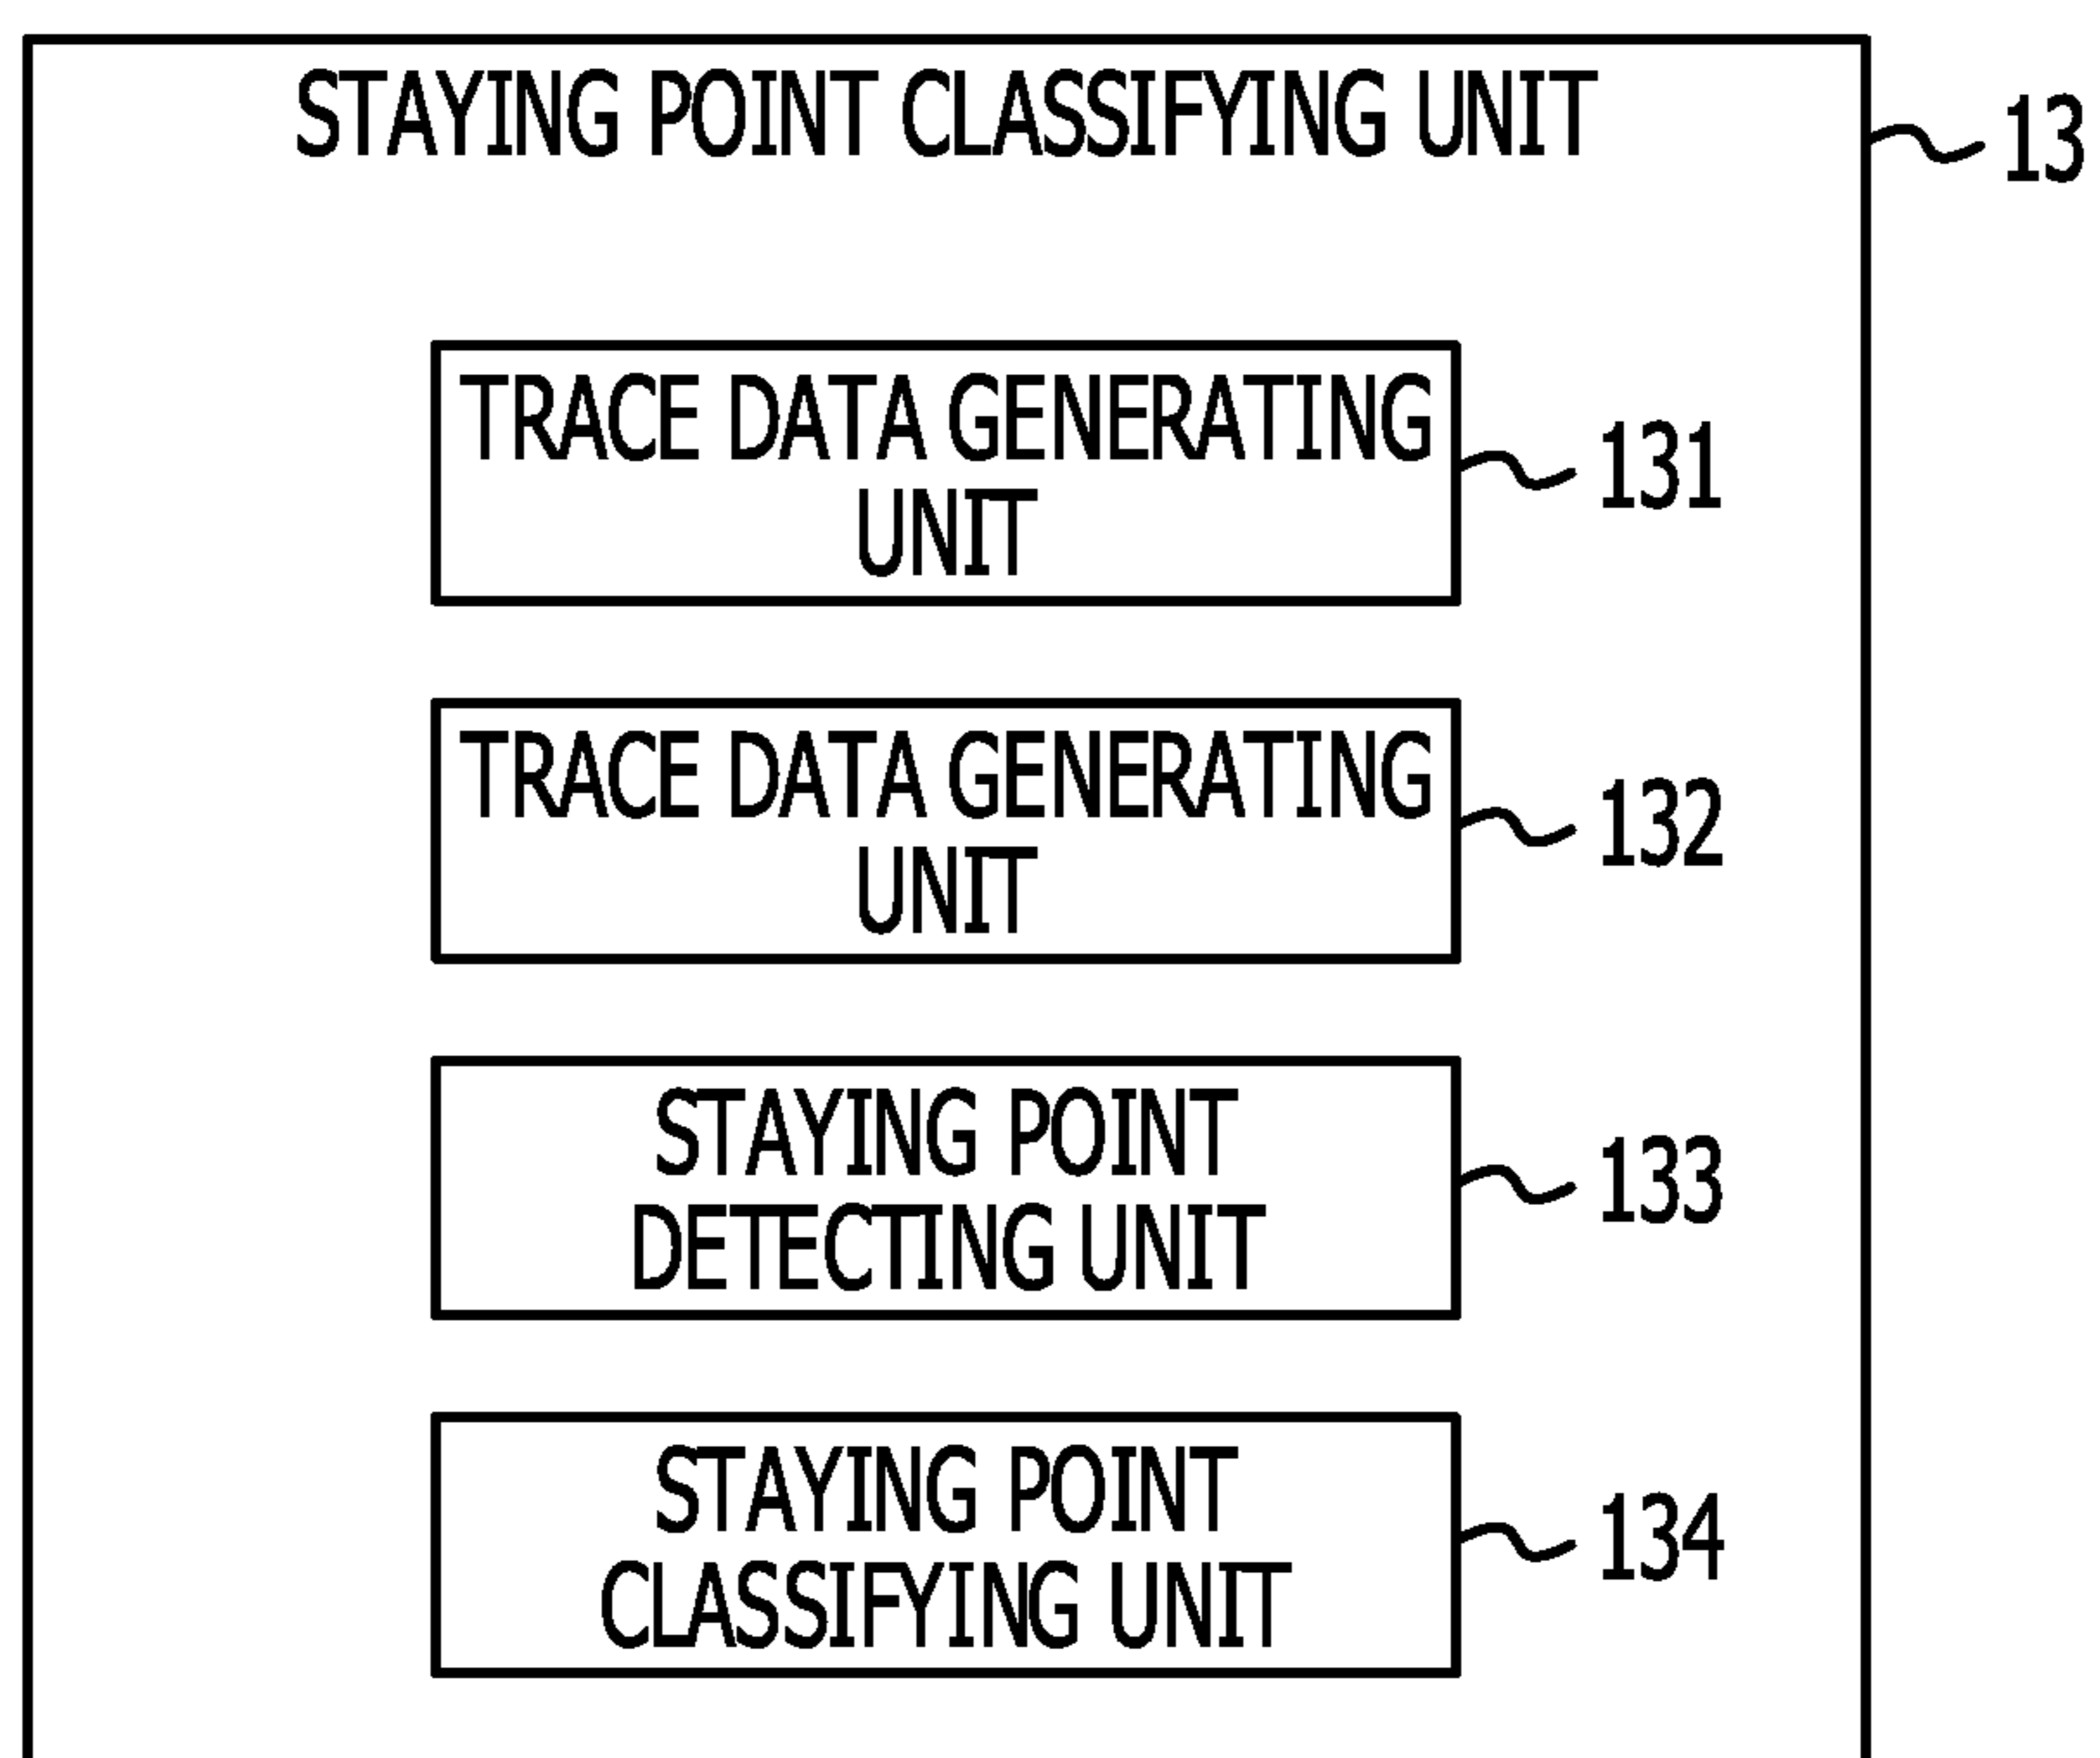 STAYING POINT CLASSIFYING UNIT
13
TRACE DATA GENERATING
UNIT
131
TRACE DATA GENERATING
UNIT
132
STAYING POINT
DETECTING UNIT
133
STAYING POINT
CLASSIFYING UNIT
134